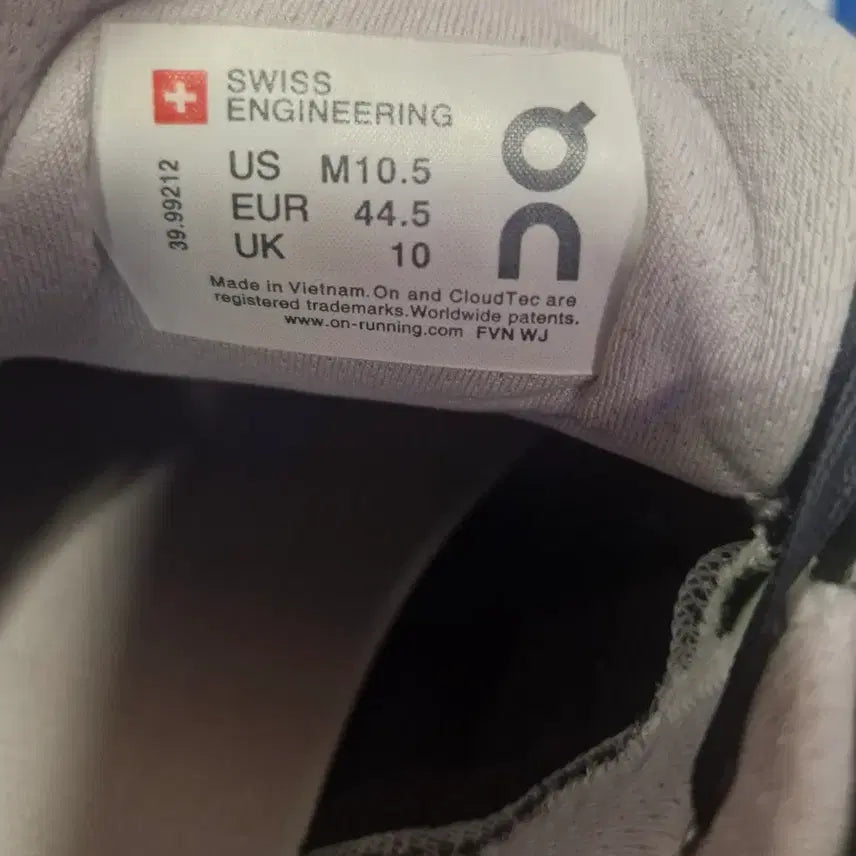 SWISS
ENGINEERING
US M10.5
EUR 44.5
UK 10
39.99212
On
Made in Vietnam.On and CloudTec are
registered trademarks.Worldwide patents.
www.on-running.com FVN WJ